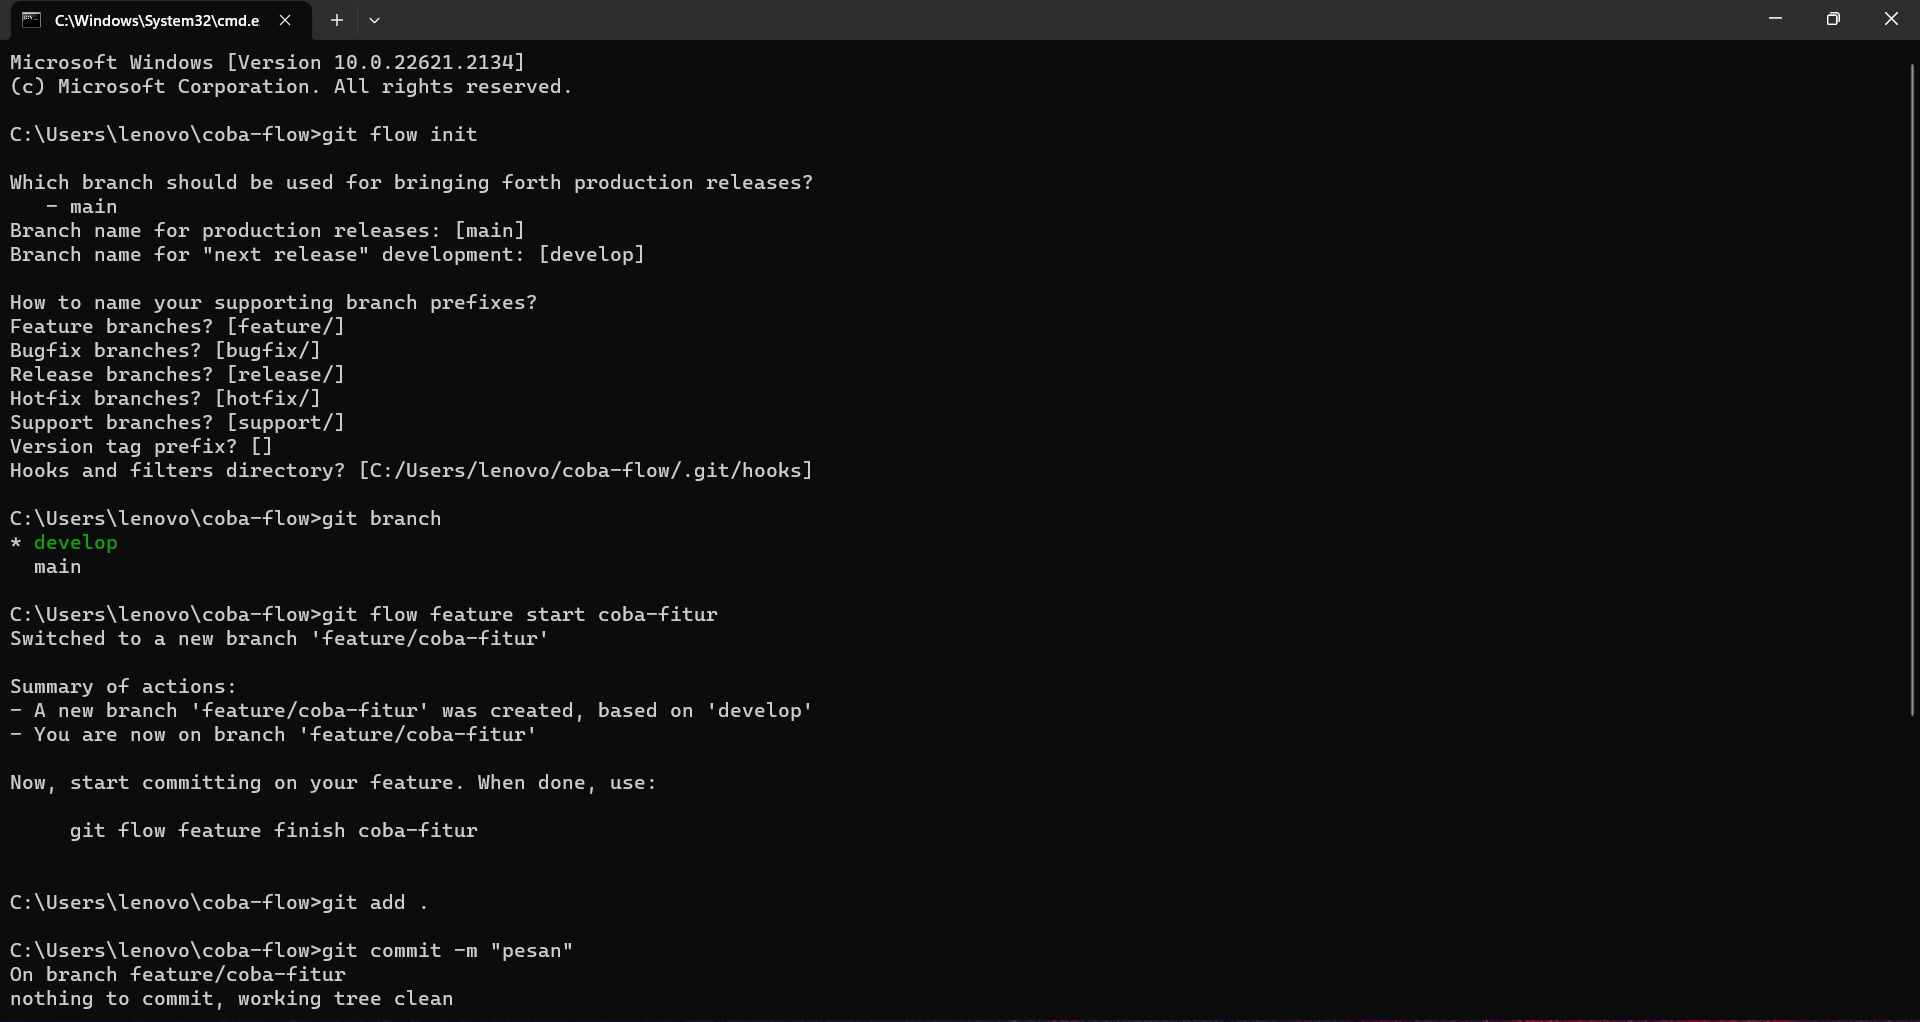 C:\Windows\System32\cmd.e
Microsoft Windows [Version 10.0.22621.2134]
(c) Microsoft Corporation. All rights reserved.
C:\Users\lenovo\coba-flow>git flow init
Which branch should be used for bringing forth production releases?
   - main
Branch name for production releases: [main]
Branch name for "next release" development: [develop]
How to name your supporting branch prefixes?
Feature branches? [feature/]
Bugfix branches? [bugfix/]
Release branches? [release/]
Hotfix branches? [hotfix/]
Support branches? [support/]
Version tag prefix? []
Hooks and filters directory? [C:/Users/lenovo/coba-flow/.git/hooks]
C:\Users\lenovo\coba-flow>git branch
* develop
  main
C:\Users\lenovo\coba-flow>git flow feature start coba-fitur
Switched to a new branch 'feature/coba-fitur'
Summary of actions:
- A new branch 'feature/coba-fitur' was created, based on 'develop'
- You are now on branch 'feature/coba-fitur'
Now, start committing on your feature. When done, use:
     git flow feature finish coba-fitur
C:\Users\lenovo\coba-flow>git add .
C:\Users\lenovo\coba-flow>git commit -m "pesan"
On branch feature/coba-fitur
nothing to commit, working tree clean